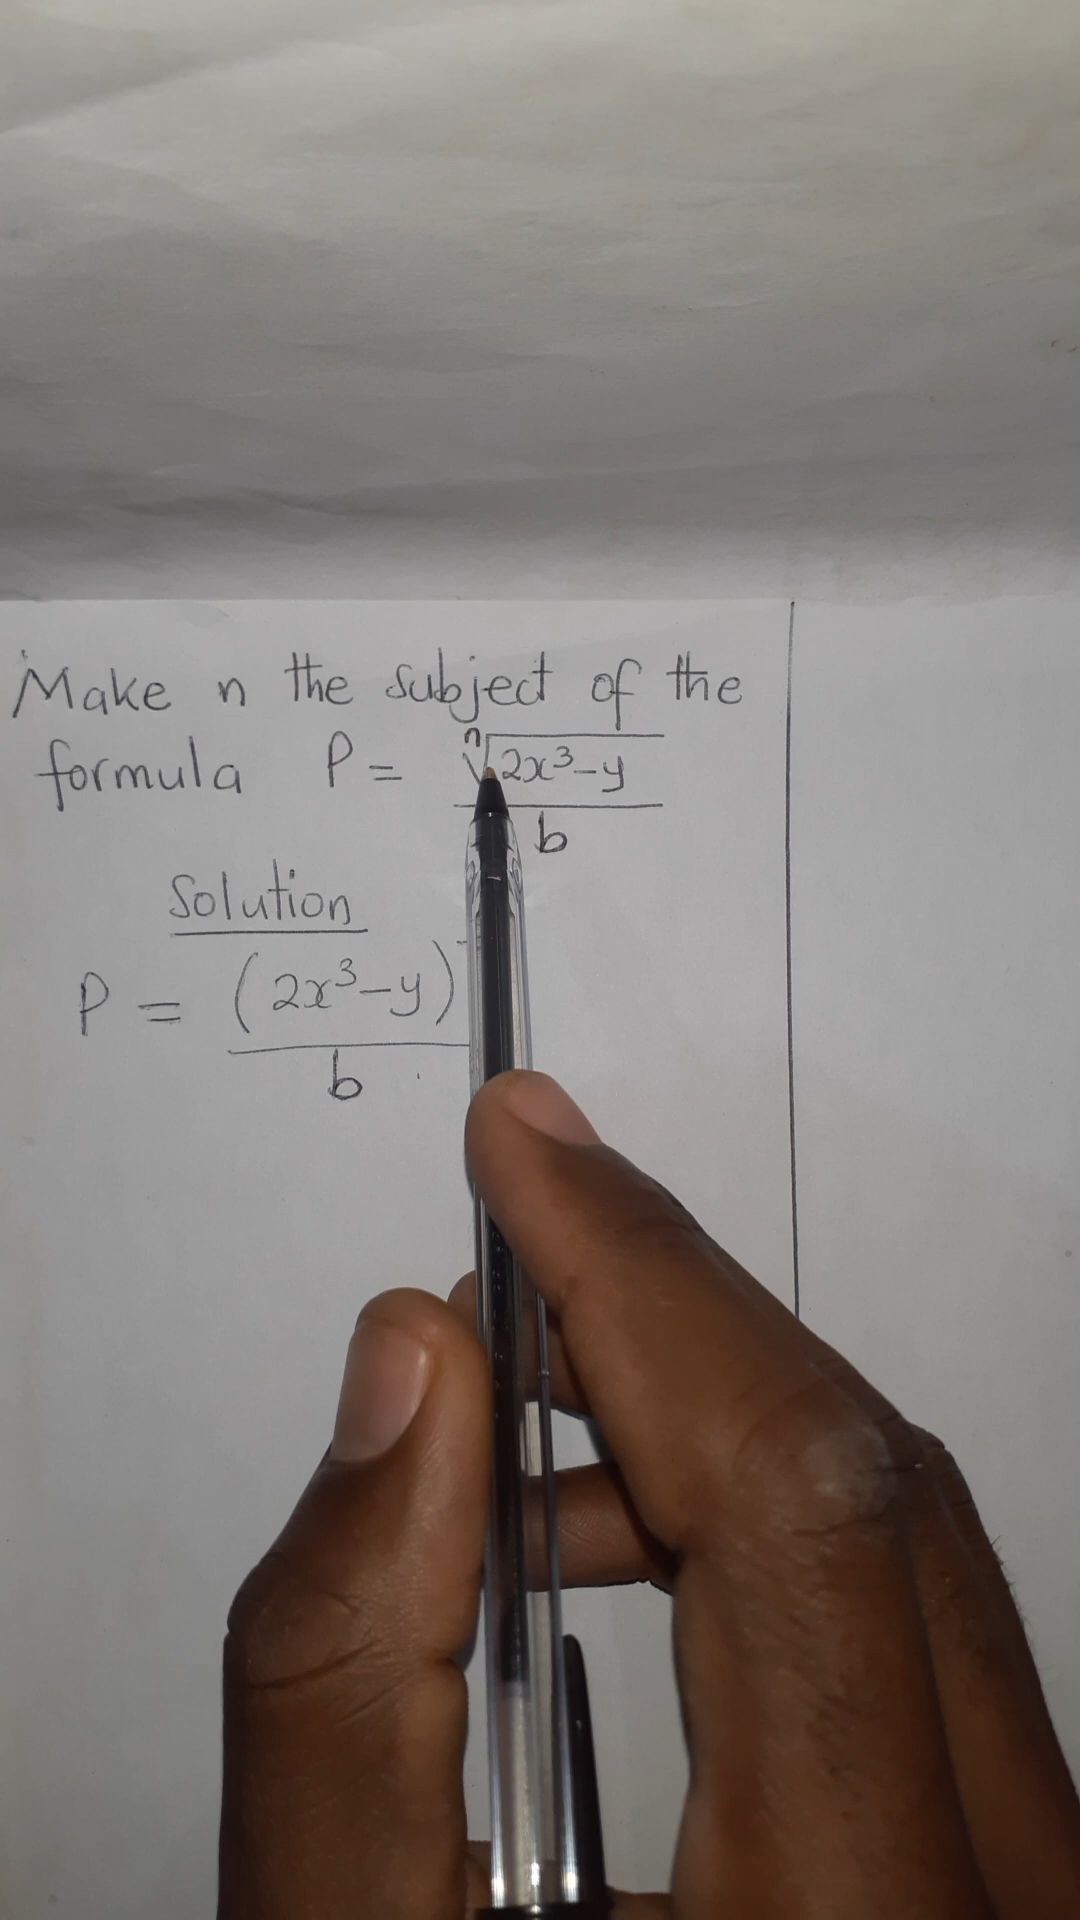 Make n the subject of the
formula P = ⁿ√2x³-y
b
Solution
P = (2x³-y)
b